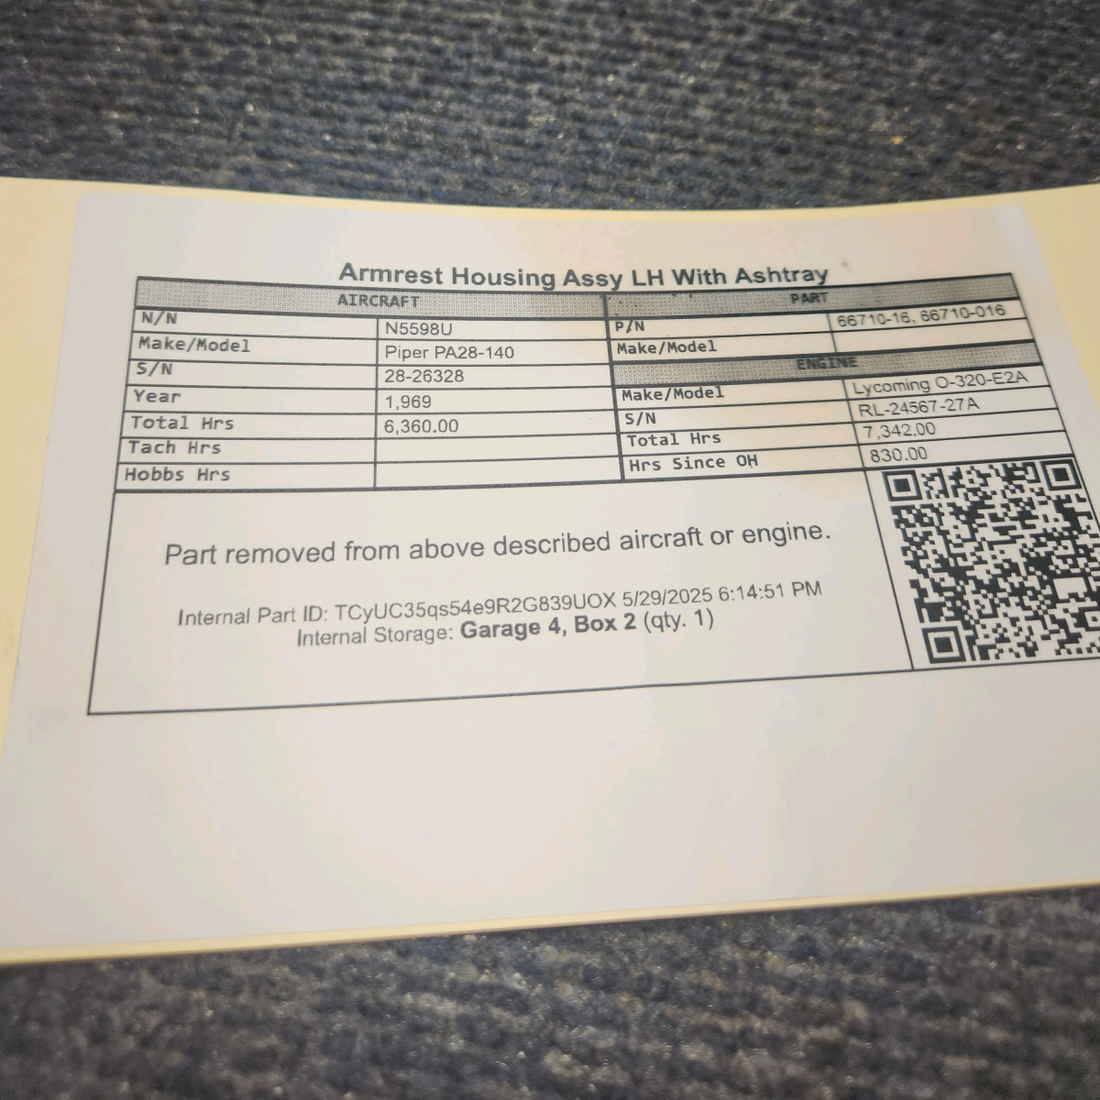 Armrest Housing Assy LH With Ashtray
AIRCRAFT
N/N N5598U
Make/Model Piper PA28-140
S/N 28-26328
Year 1,969
Total Hrs 6,360.00
Tach Hrs
Hobbs Hrs
PART
P/N 66710-16, 66710-016
Make/Model
ENGINE
Make/Model Lycoming O-320-E2A
S/N RL-24567-27A
Total Hrs 7,342.00
Hrs Since OH 830.00
Part removed from above described aircraft or engine.
Internal Part ID: TCyUC35qs54e9R2G839UOX 5/29/2025 6:14:51 PM
Internal Storage: Garage 4, Box 2 (qty. 1)